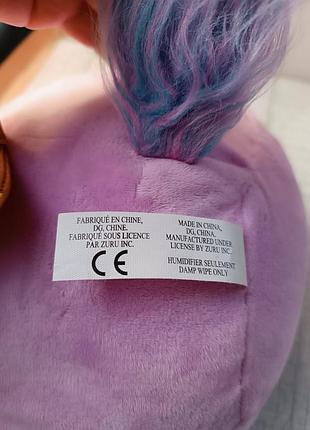 FABRIQUÉ EN CHINE,
DG, CHINE.
FABRIQUÉ SOUS LICENCE
PAR ZURU INC.
CE
MADE IN CHINA,
DG, CHINA.
MANUFACTURED UNDER
LICENSE BY ZURU INC.
HUMIDIFIER SEULEMENT
DAMP WIPE ONLY